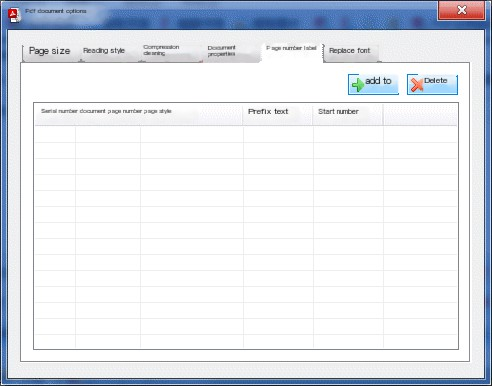 Pcf document options
Page size
Reading style
Compression
cleaning
Document
properties
Page number label
Replace font
add to
Delete
Serial number document page number page style
Prefix text
Start number